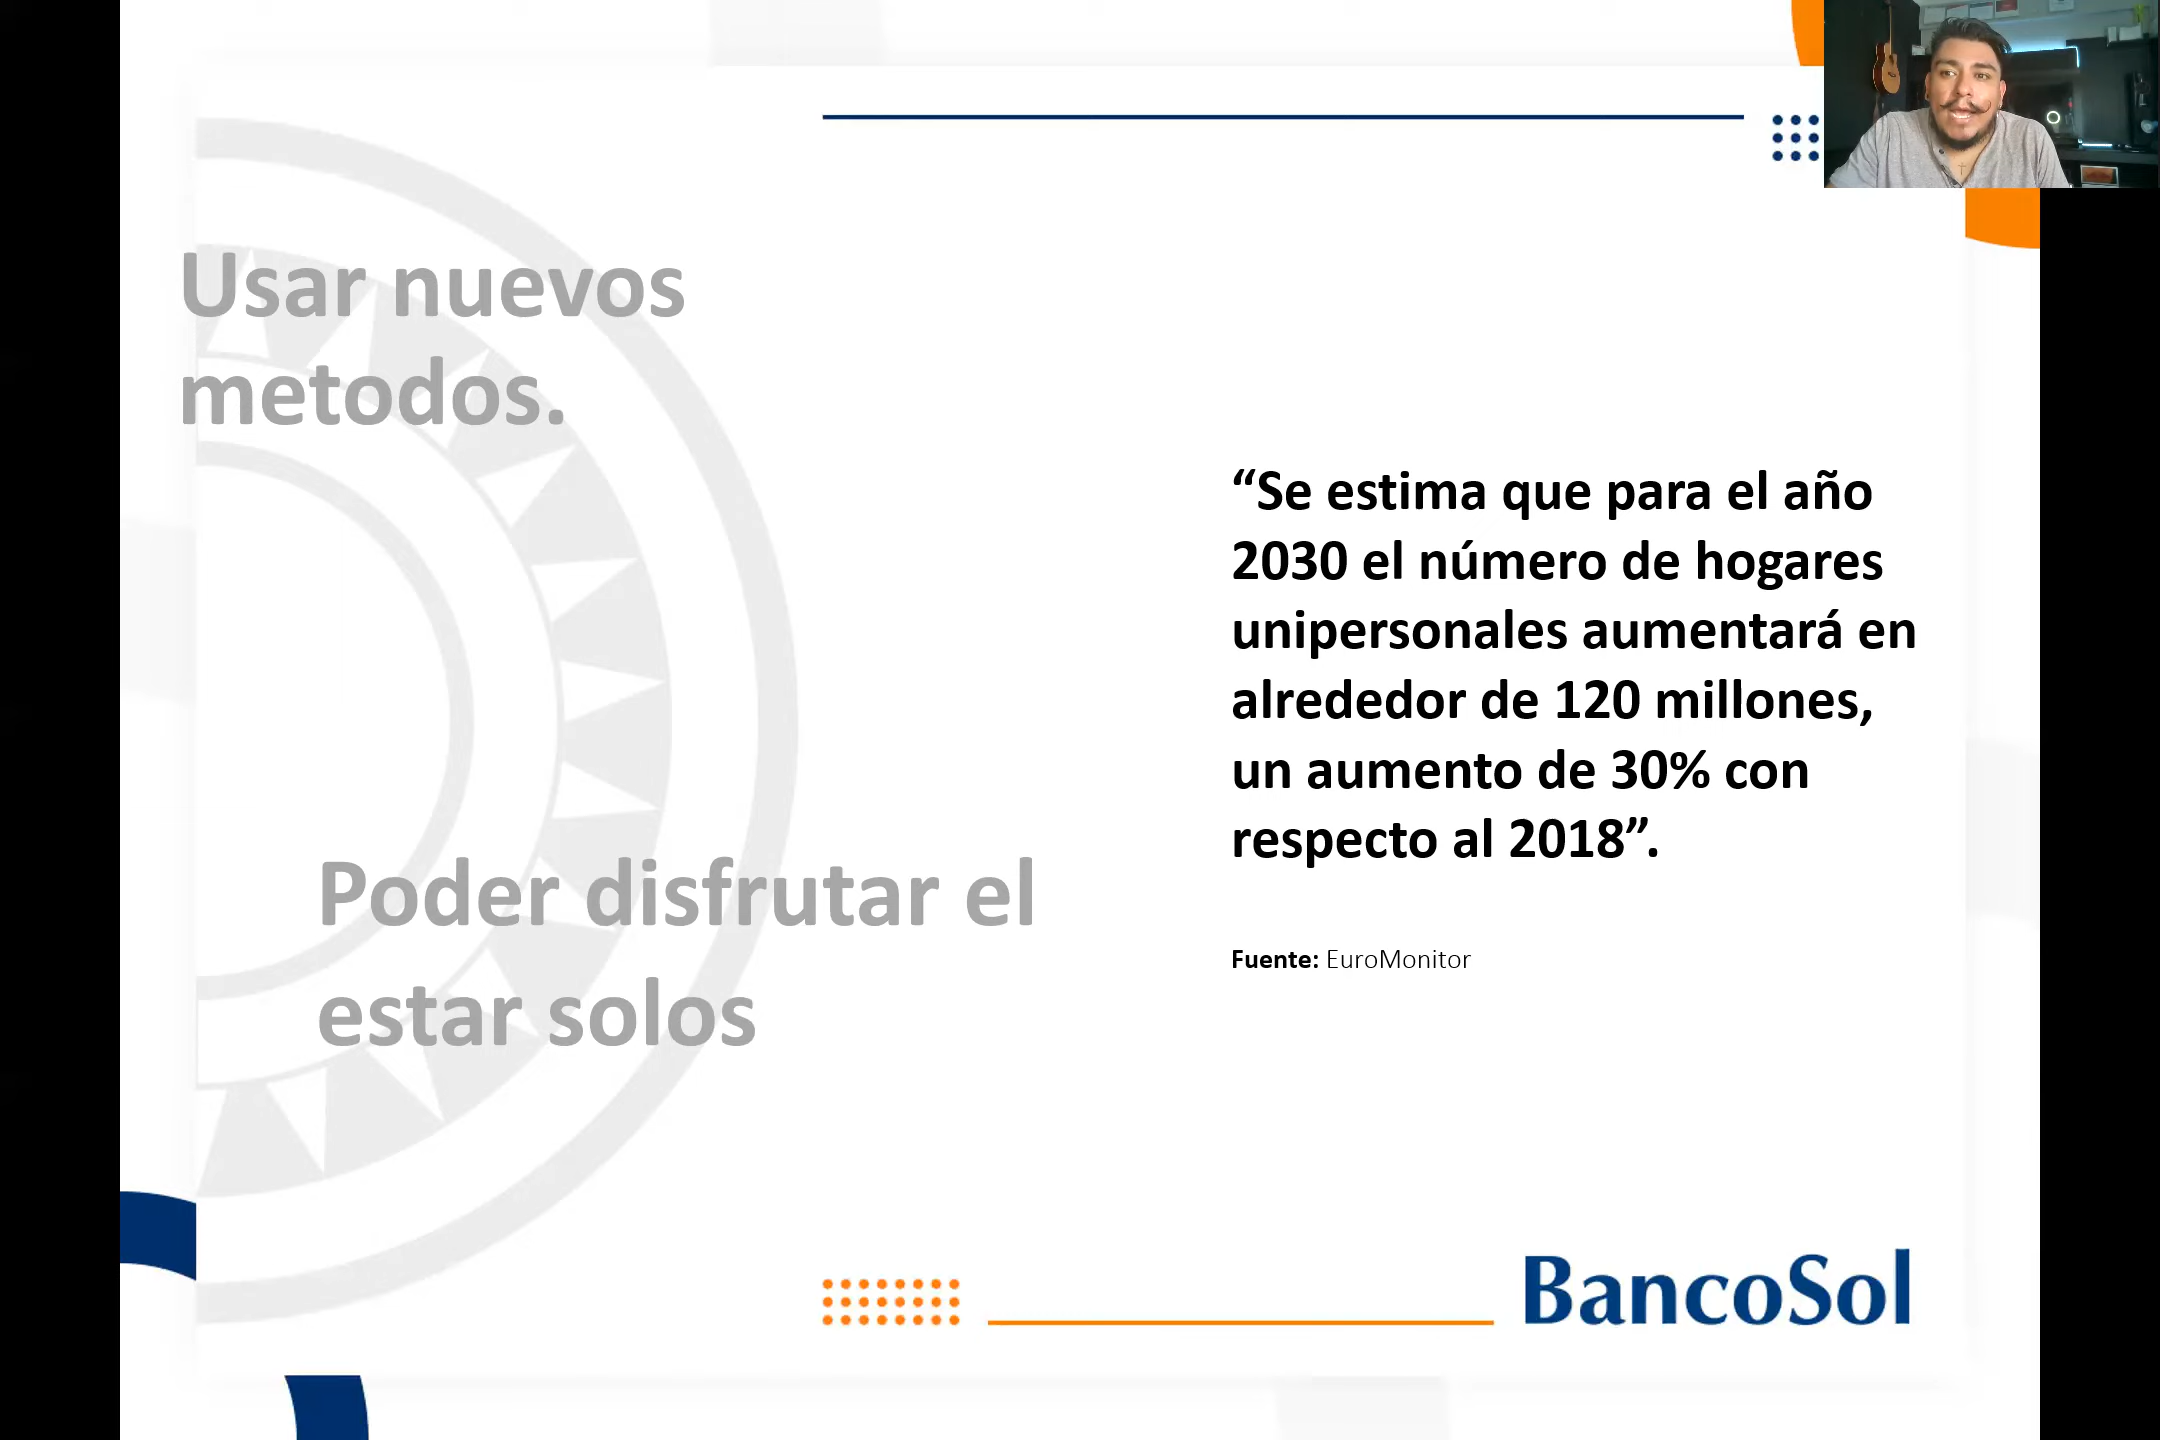 Usar nuevos
metodos.
Poder disfrutar el
estar solos
“Se estima que para el año
2030 el número de hogares
unipersonales aumentará en
alrededor de 120 millones,
un aumento de 30% con
respecto al 2018”.
Fuente: EuroMonitor
BancoSol